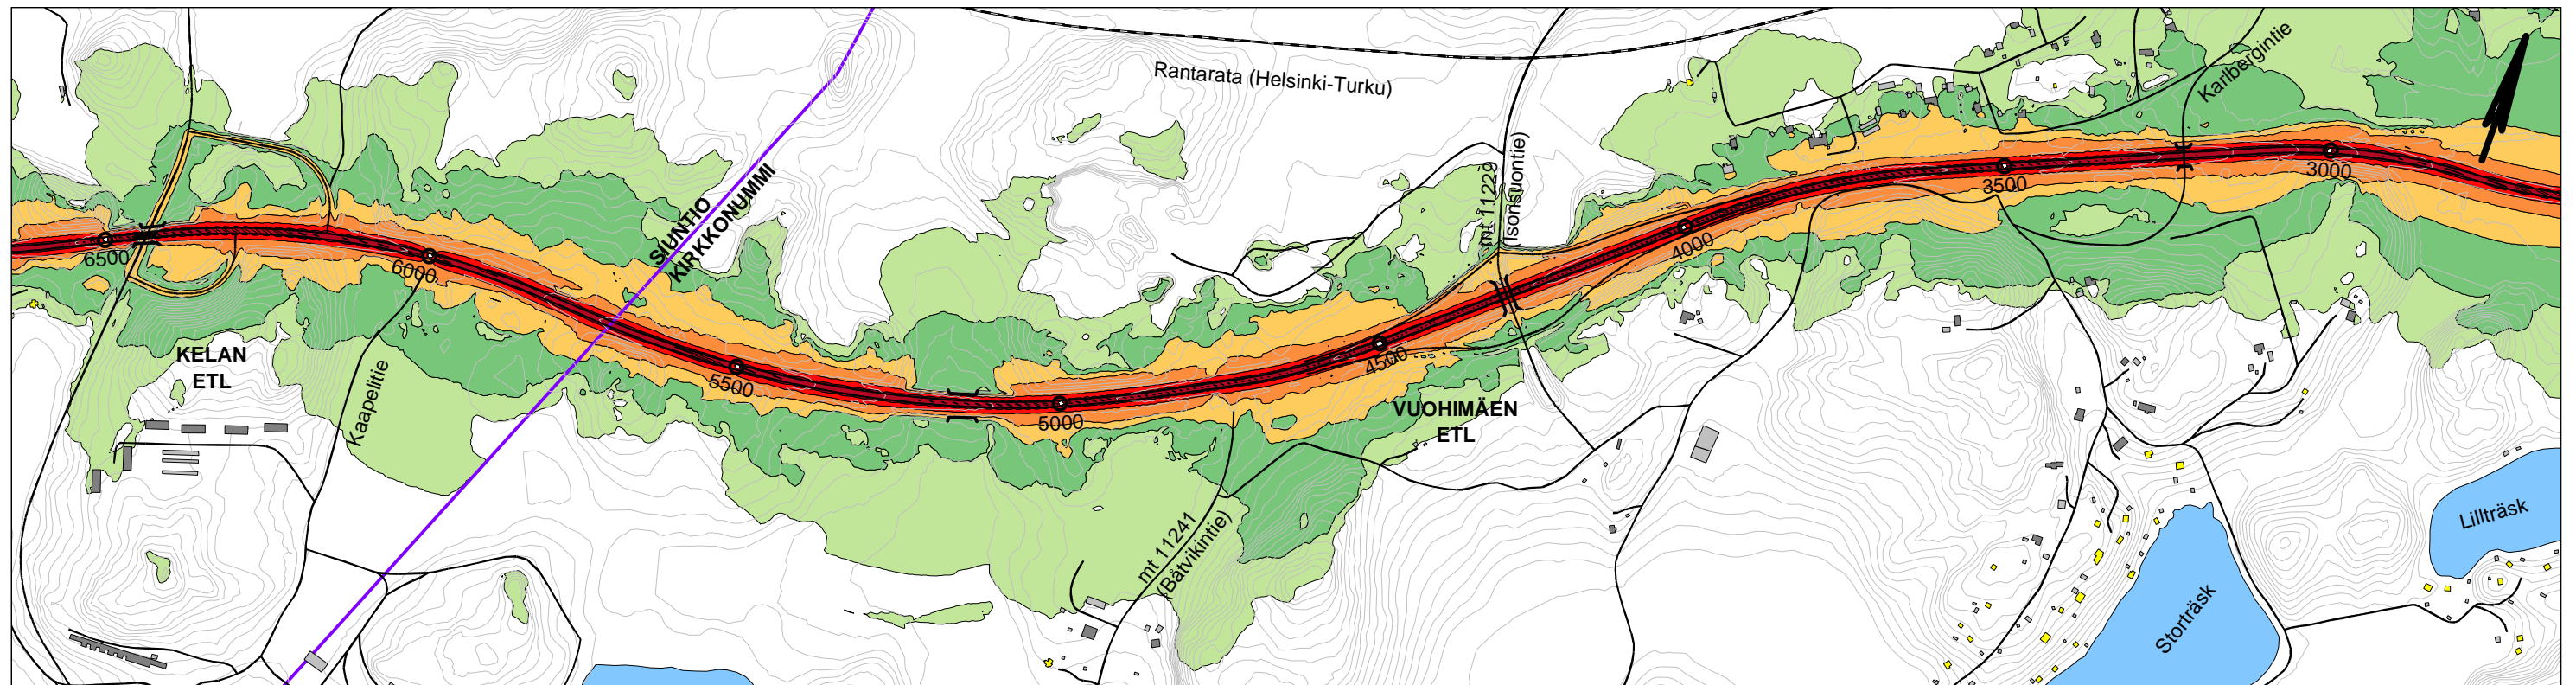 Rantarata (Helsinki-Turku)
Karlbergintie
mt 11229
(Isonsuontie)
SIUNTIO
KIRKKONUMMI
6500
6000
5500
5000
4500
4000
3500
3000
KELAN
ETL
Kaapelitie
VUOHIMÄEN
ETL
mt 11241
(Båtvikintie)
Lillträsk
Storträsk